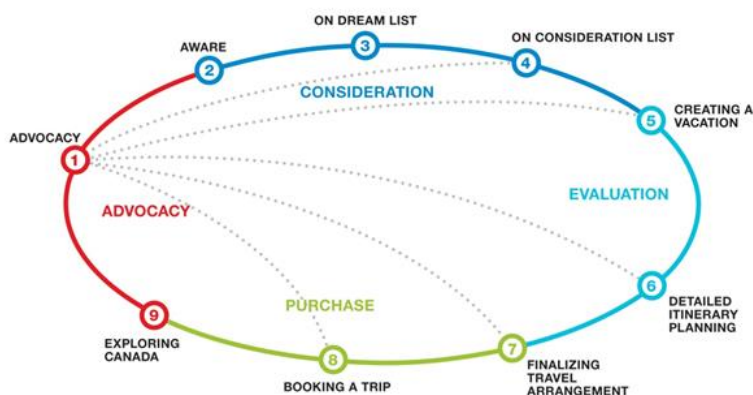 ON DREAM LIST
3
AWARE
2
ON CONSIDERATION LIST
4
CONSIDERATION
CREATING A
VACATION
5
ADVOCACY
1
EVALUATION
ADVOCACY
6
DETAILED
ITINERARY
PLANNING
PURCHASE
9
EXPLORING
CANADA
8
BOOKING A TRIP
7
FINALIZING
TRAVEL
ARRANGEMENT